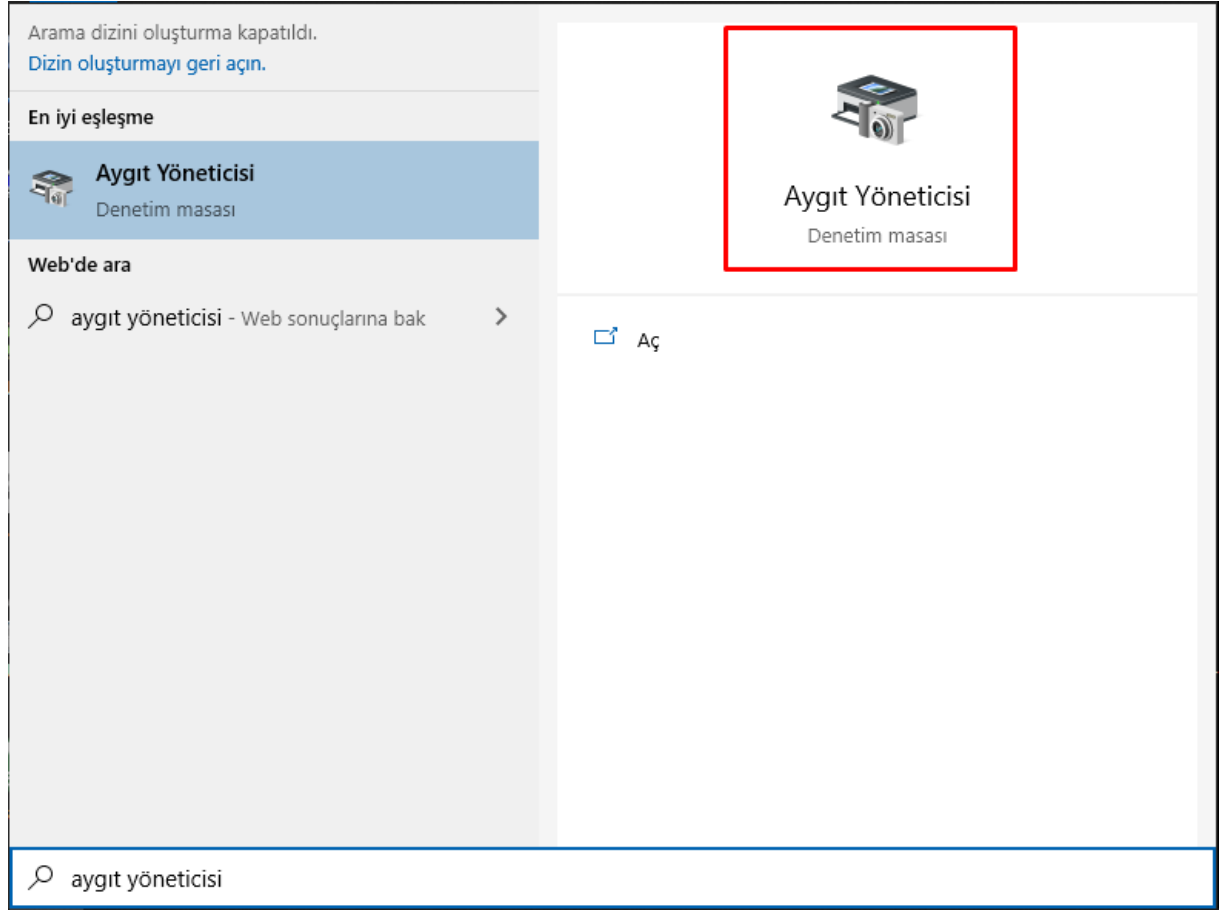 Arama dizini oluşturma kapatıldı.
Dizin oluşturmayı geri açın.
En iyi eşleşme
Aygıt Yöneticisi
Denetim masası
Web'de ara
aygıt yöneticisi - Web sonuçlarına bak
Aygıt Yöneticisi
Denetim masası
Aç
aygıt yöneticisi